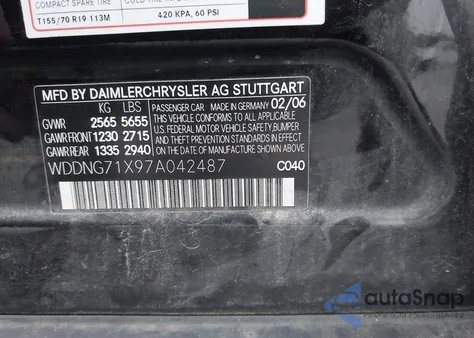 COMPACT SPARE TIRE
T155/70 R19 113M
420 KPA, 60 PSI
MFD BY DAIMLERCHRYSLER AG STUTTGART
KG LBS
GVWR 2565 5655
GAWR FRONT 1230 2715
GAWR REAR 1335 2940
PASSENGER CAR MADE IN GERMANY 02/06
THIS VEHICLE CONFORMS TO ALL APPLICABLE
U.S. FEDERAL MOTOR VEHICLE SAFETY, BUMPER
AND THEFT PREVENTION STANDARDS
IN EFFECT ON THE DATE OF MANUFACTURE
SHOWN ABOVE.
WDDNG71X97A042487
C040
autoSnap